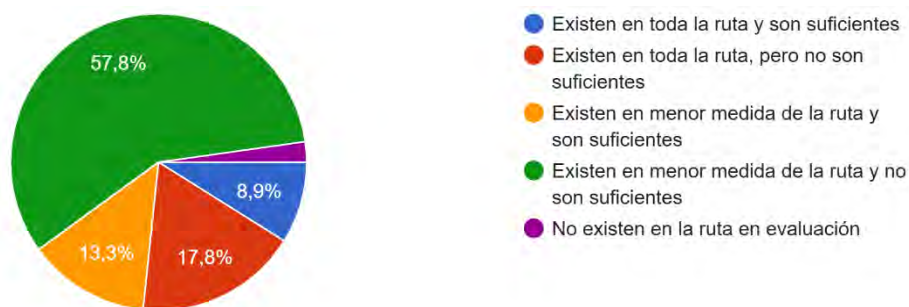 57,8%
8,9%
13,3%
17,8%
Existen en toda la ruta y son suficientes
Existen en toda la ruta, pero no son
suficientes
Existen en menor medida de la ruta y
son suficientes
Existen en menor medida de la ruta y no
son suficientes
No existen en la ruta en evaluación